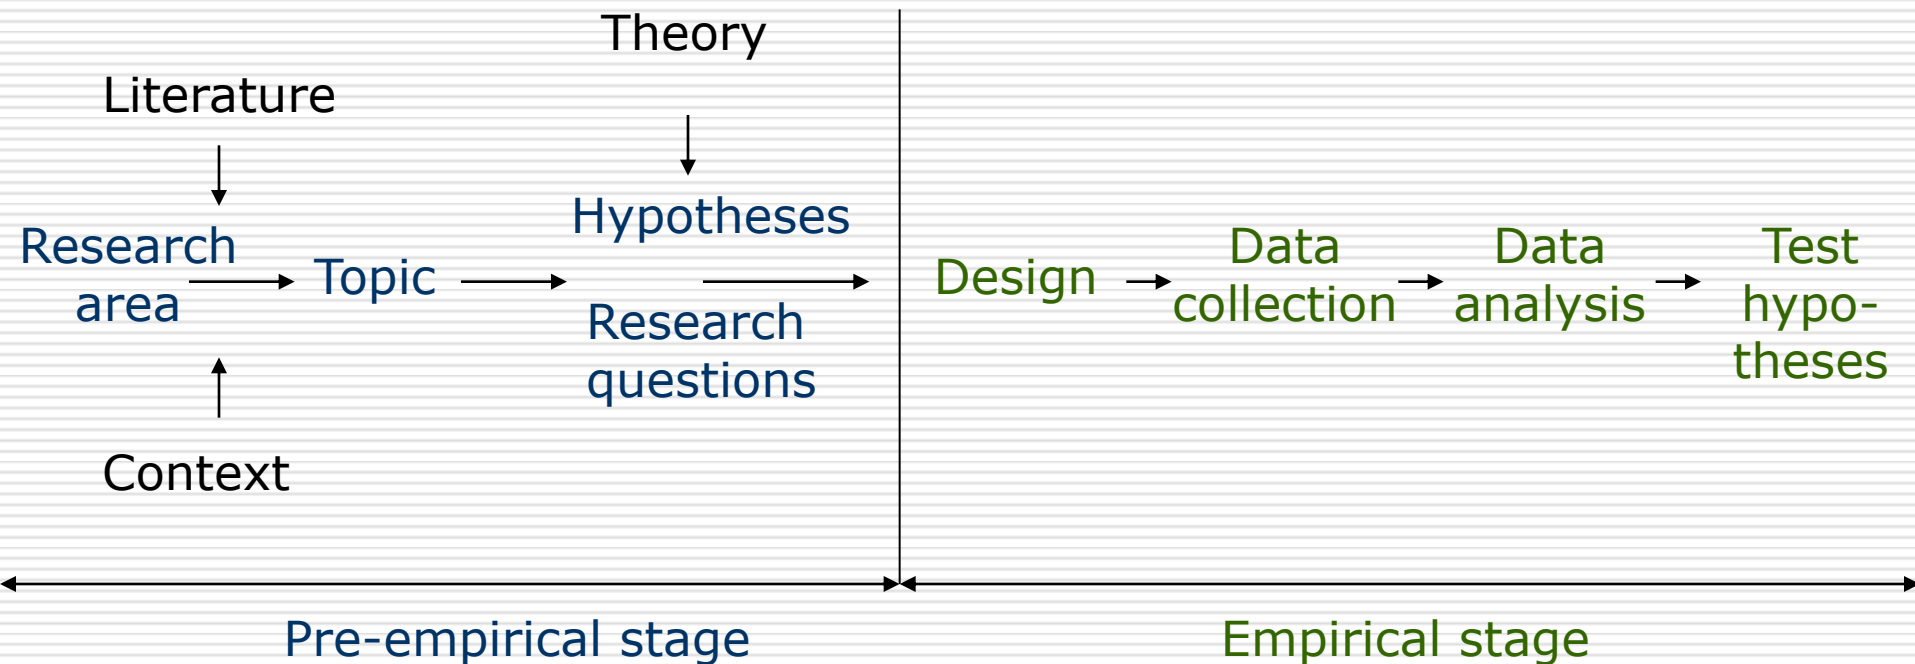 Theory
Literature
Hypotheses
Research
area
Topic
Research
questions
Context
Design
Data
collection
Data
analysis
Test
hypo-
theses
Pre-empirical stage
Empirical stage